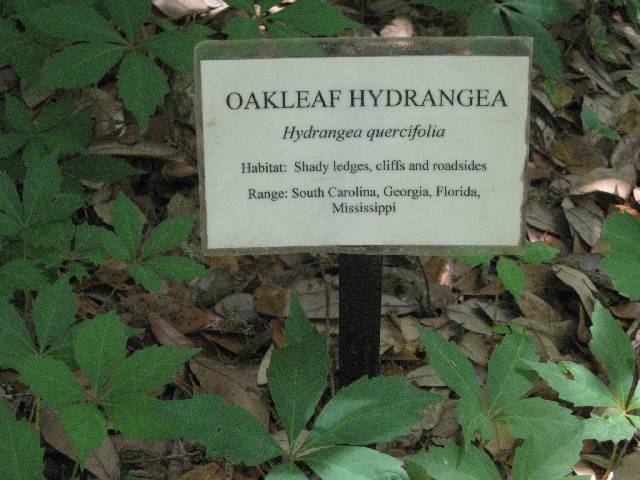 OAKLEAF HYDRANGEA
Hydrangea quercifolia
Habitat: Shady ledges, cliffs and roadsides
Range: South Carolina, Georgia, Florida,
Mississippi